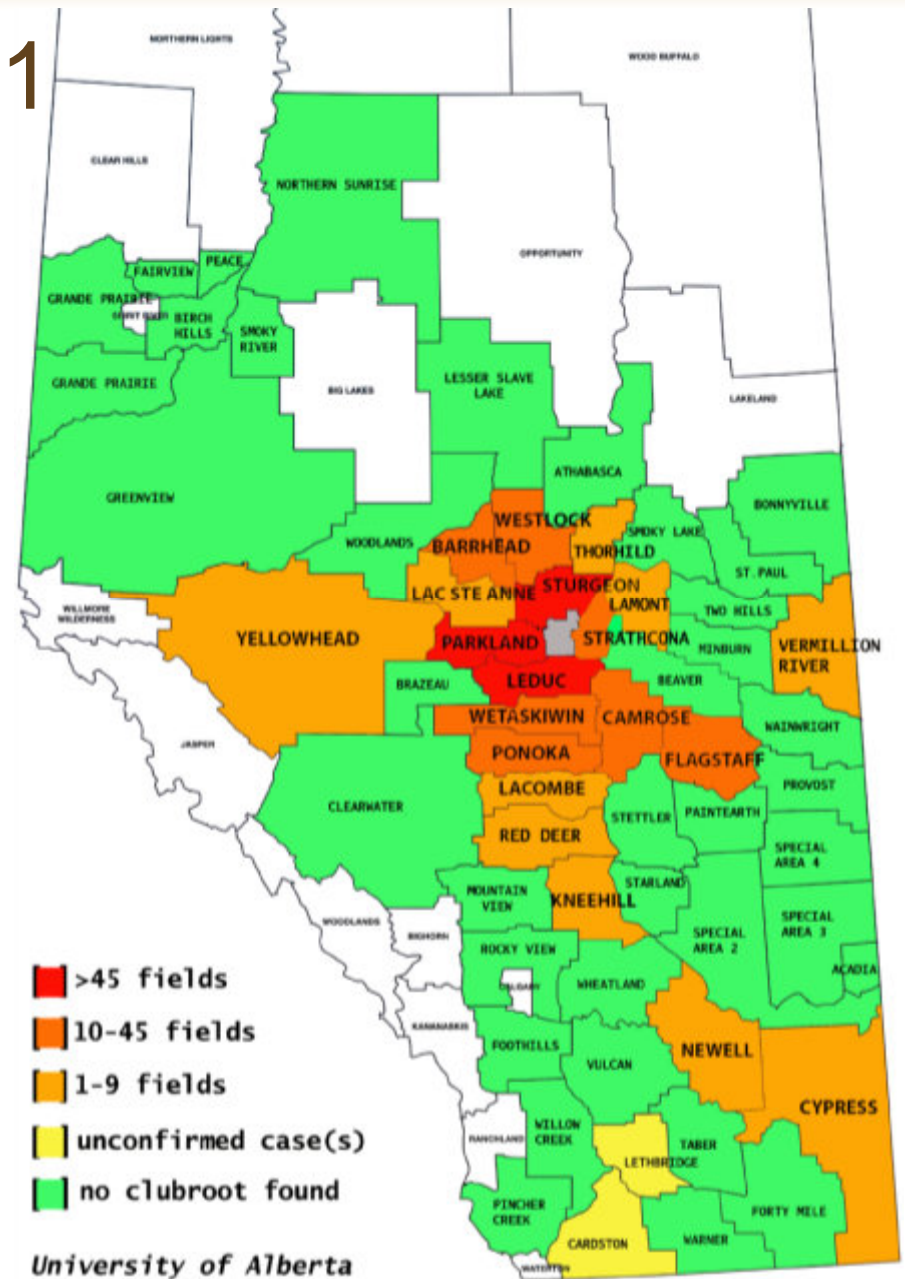 1
NORTHERN LIGHTS
WOOD BUFFALO
CLEAR HILLS
NORTHERN SUNRISE
OPPORTUNITY
PEACE
FAIRVIEW
GRANDE PRAIRIE
SPIRIT RIVER
BIRCH
HILLS
SMOKY
RIVER
GRANDE PRAIRIE
BIG LAKES
LESSER SLAVE
LAKE
LAKELAND
ATHABASCA
GREENVIEW
BONNYVILLE
WESTLOCK
SMOKY LAKE
WOODLANDS
BARRHEAD
THORHILD
ST.PAUL
LAC STE ANNE
STURGEON
LAMONT
TWO HILLS
WILLMORE
WILDERNESS
YELLOWHEAD
PARKLAND
STRATHCONA
MINBURN
VERMILLION
RIVER
BRAZEAU
LEDUC
BEAVER
WETASKIWIN
CAMROSE
WAINWRIGHT
JASPER
PONOKA
FLAGSTAFF
PROVOST
CLEARWATER
LACOMBE
STETTLER
PAINTEARTH
RED DEER
SPECIAL
AREA 4
MOUNTAIN
VIEW
KNEEHILL
STARLAND
WOODLANDS
BIGHORN
SPECIAL
AREA 2
SPECIAL
AREA 3
ROCKY VIEW
ACADIA
CALGARY
WHEATLAND
KANANASKIS
FOOTHILLS
VULCAN
NEWELL
CYPRESS
RANCHLAND
WILLOW
CREEK
TABER
LETHBRIDGE
PINCHER
CREEK
FORTY MILE
CARDSTON
WARNER
WATERTON
>45 fields
10-45 fields
1-9 fields
unconfirmed case(s)
no clubroot found
University of Alberta